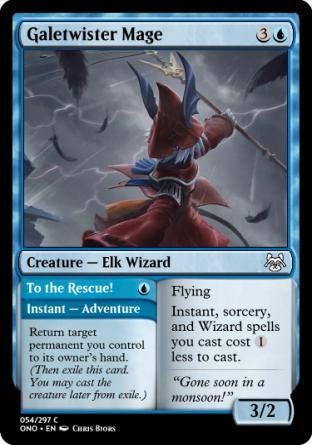 Galetwister Mage 3
Creature — Elk Wizard
To the Rescue!
Instant — Adventure
Return target
permanent you control
to its owner's hand.
(Then exile this card.
You may cast the
creature later from exile.)
Flying
Instant, sorcery,
and Wizard spells
you cast cost 1
less to cast.
"Gone soon in a
monsoon!"
3/2
054/297 C
ONO • EN Chris Biors